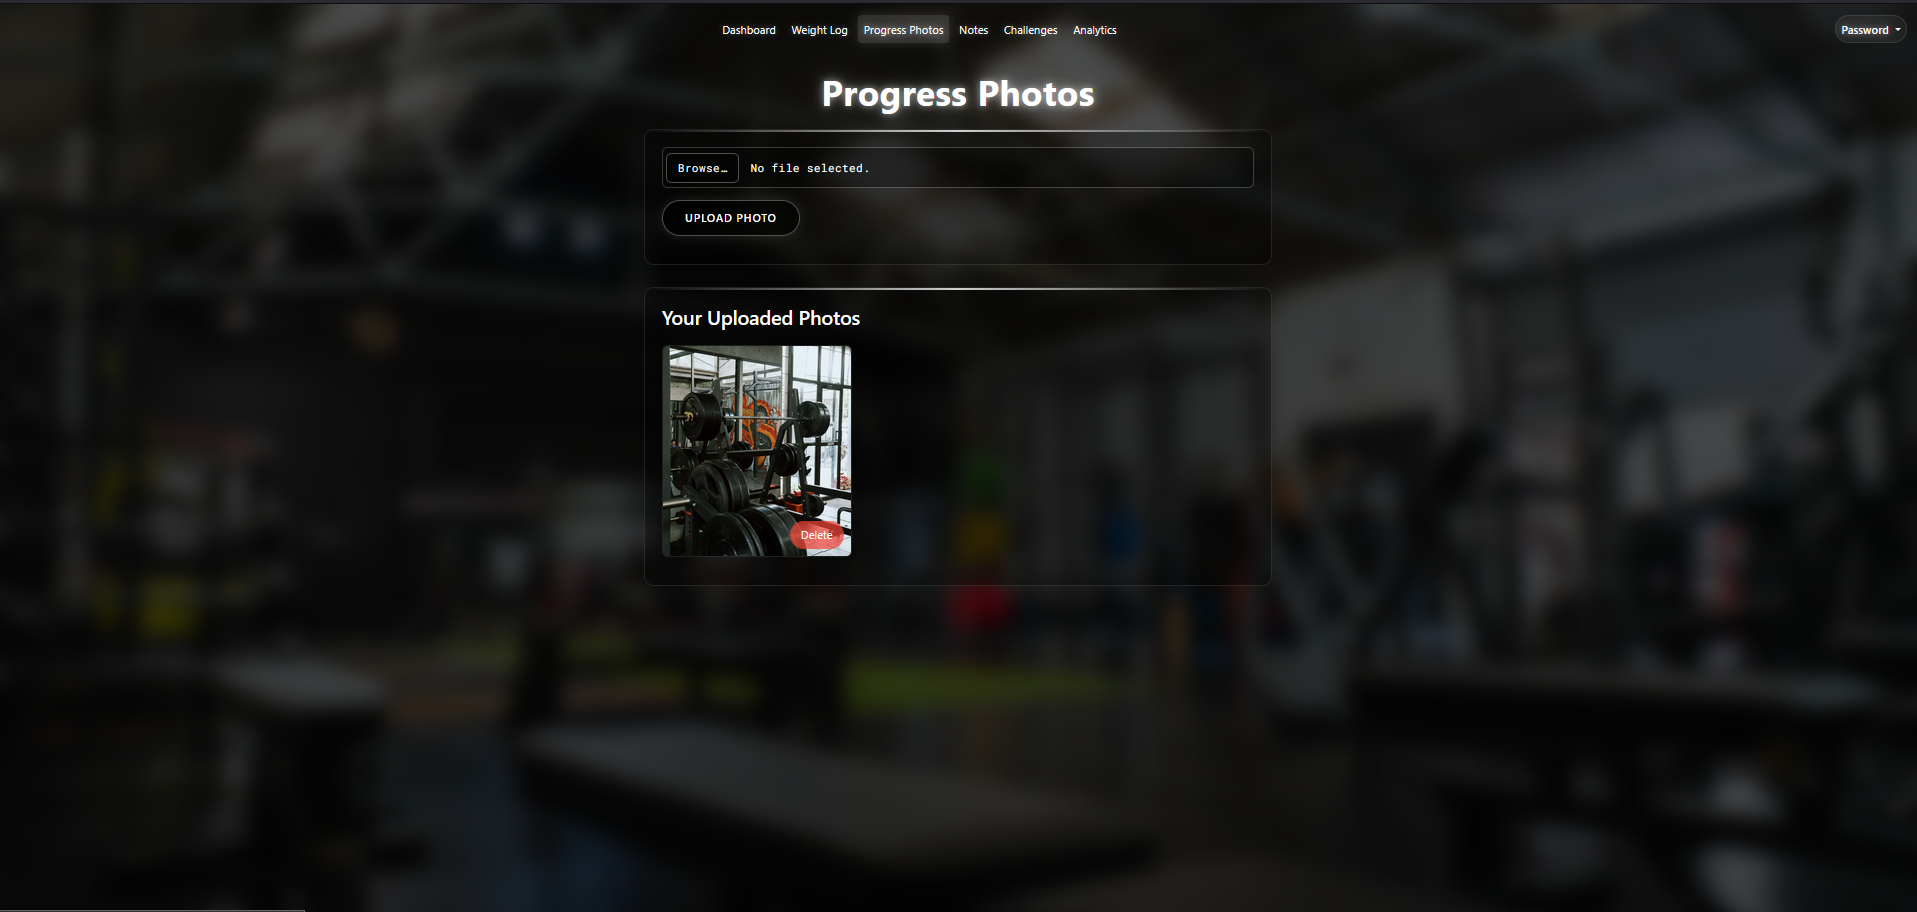 Dashboard Weight Log Progress Photos Notes Challenges Analytics Password
Progress Photos
Browse… No file selected.
UPLOAD PHOTO
Your Uploaded Photos
Delete